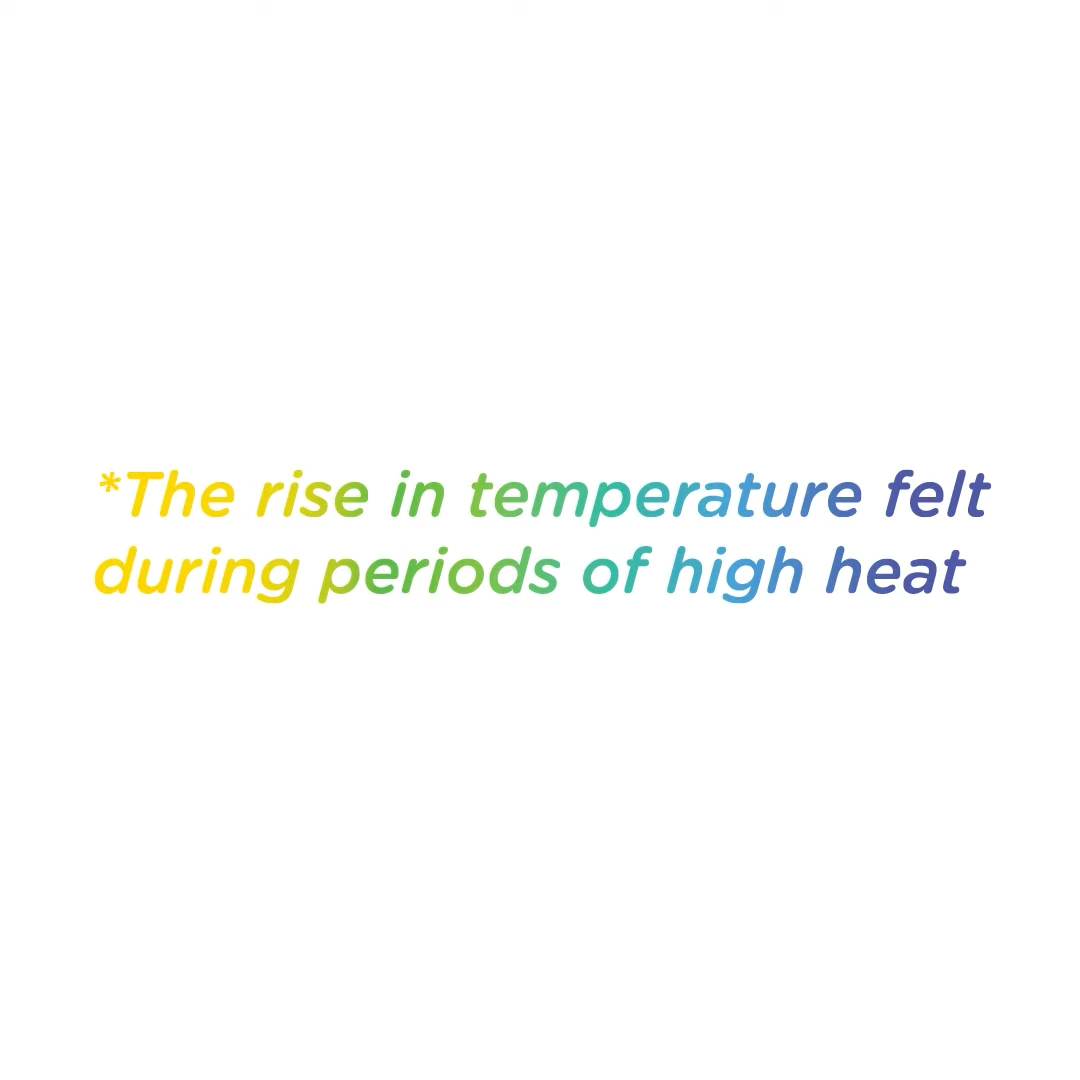 *The rise in temperature felt
during periods of high heat